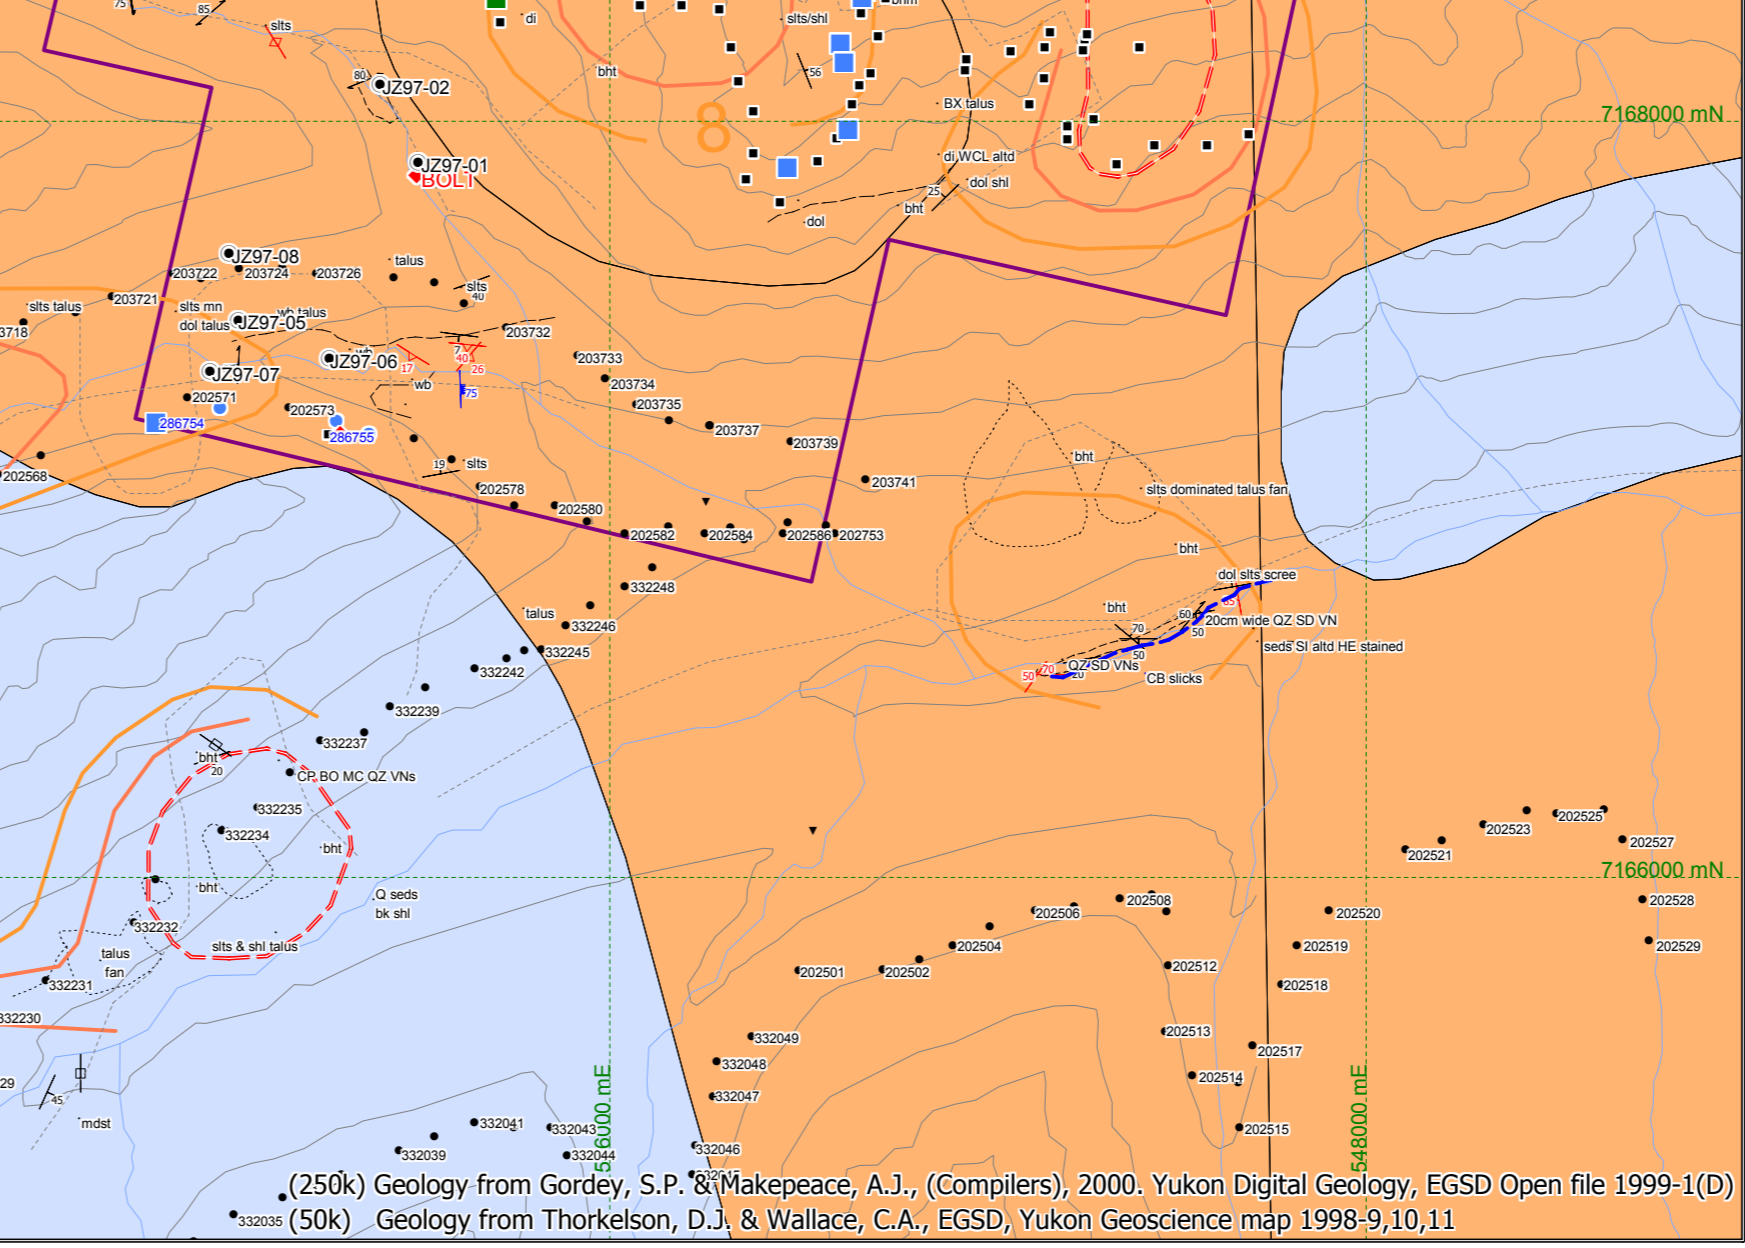 75
85
slts
di
slts/shl
bht
56
80
JZ97-02
8
BX talus
7168000 mN
JZ97-01
BOLT
di WCL altd
dol shl
25
bht
dol
JZ97-08
203722
203724
203726
talus
slts
40
203721
slts talus
slts mn
wb talus
dol talus
JZ97-05
203732
7
40
17
26
JZ97-06
JZ97-07
wb
75
203733
203734
203735
202571
202573
286754
286755
203737
203739
bht
19
slts
202568
202578
203741
slts dominated talus fan
202580
202582
202584
202586
202753
bht
dol slts scree
332248
talus
332246
bht
60
20cm wide QZ SD VN
70
50
332245
50
seds SI altd HE stained
332242
QZ SD VNs
70
50
20
CB slicks
332239
332237
bht
20
CP BO MC QZ VNs
332235
332234
bht
202525
202523
202527
202521
7166000 mN
bht
Q seds
bk shl
202508
202506
202520
202528
332232
slts & shl talus
talus
fan
202504
202519
202529
202501
202502
202512
332231
202518
332230
202513
332049
202517
332048
202514
29
332047
45
mdst
332041
332043
202515
332039
332044
332046
548000 mE
(250k) Geology from Gordey, S.P. & Makepeace, A.J., (Compilers), 2000. Yukon Digital Geology, EGSD Open file 1999-1(D)
332035
(50k) Geology from Thorkelson, D.J. & Wallace, C.A., EGSD, Yukon Geoscience map 1998-9,10,11